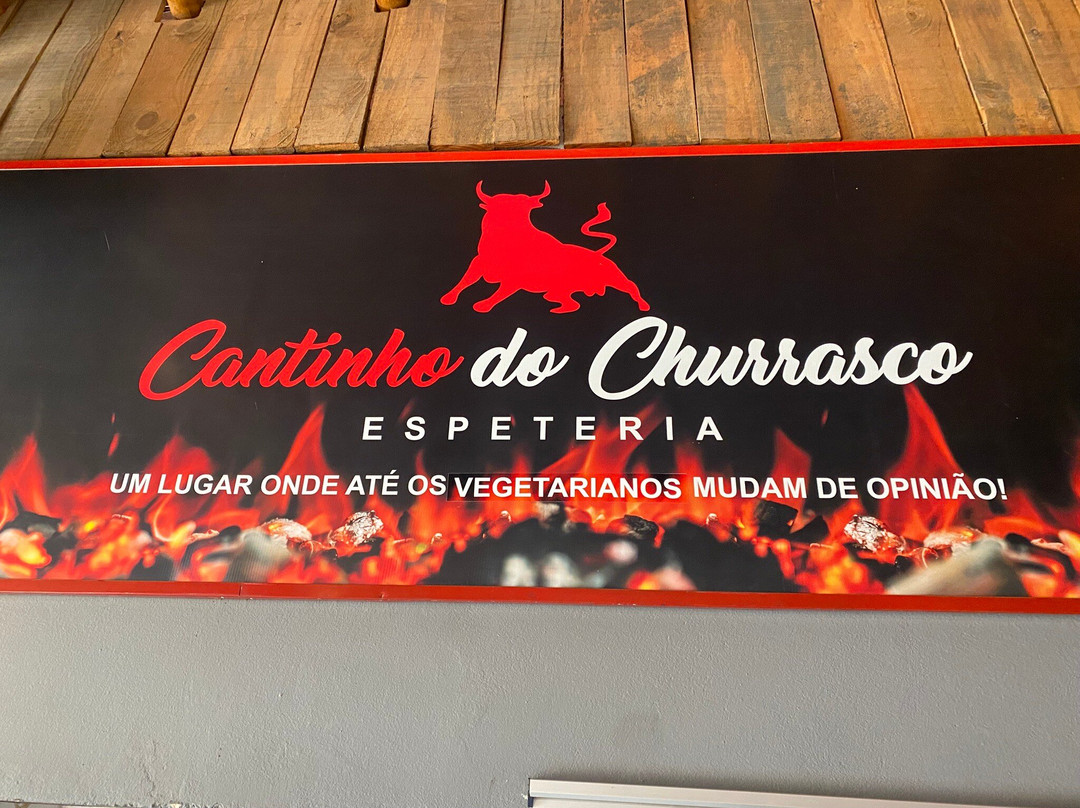 Cantinho do Churrasco
ESPETERIA
UM LUGAR ONDE ATÉ OS VEGETARIANOS MUDAM DE OPINIÃO!